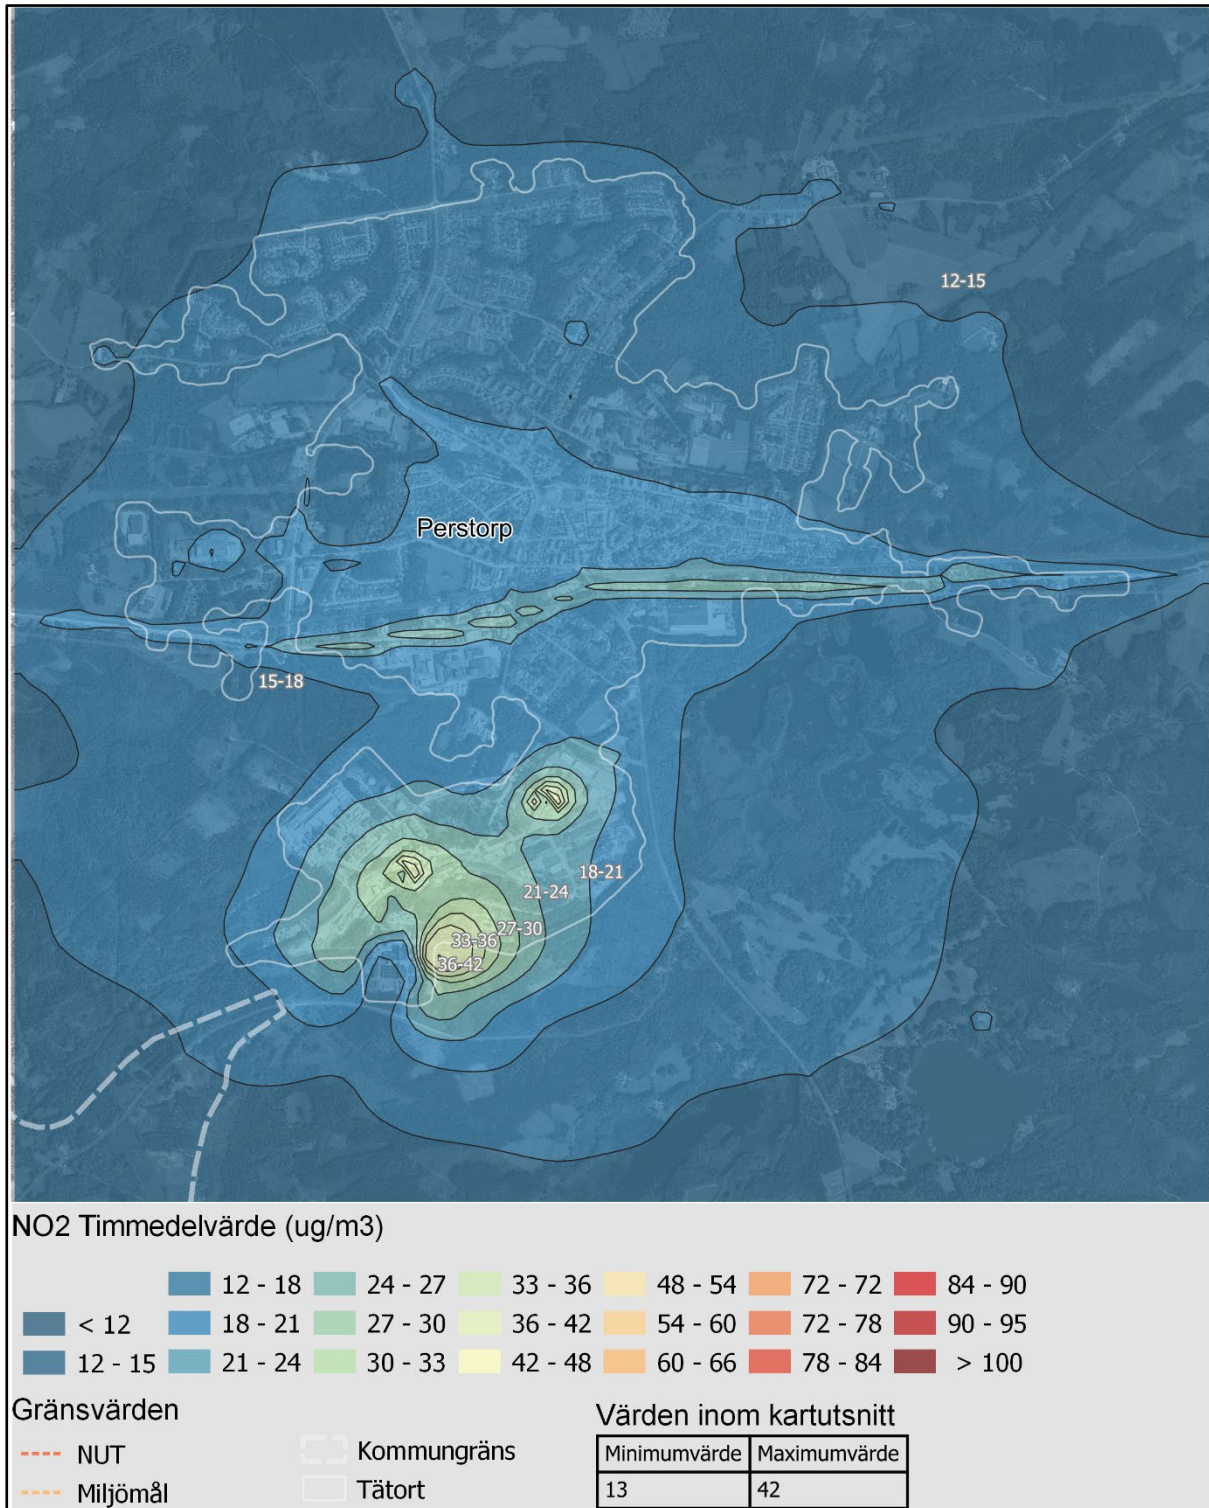 12-15
Perstorp
15-18
18-21
21-24
27-30
33-36
36-42
NO2 Timmedelvärde (ug/m3)
12 - 18 24 - 27 33 - 36 48 - 54 72 - 72 84 - 90
< 12 18 - 21 27 - 30 36 - 42 54 - 60 72 - 78 90 - 95
12 - 15 21 - 24 30 - 33 42 - 48 60 - 66 78 - 84 > 100
Gränsvärden
NUT
Miljömål
Kommungräns
Tätort
Värden inom kartutsnitt
Minimumvärde Maximumvärde
13 42